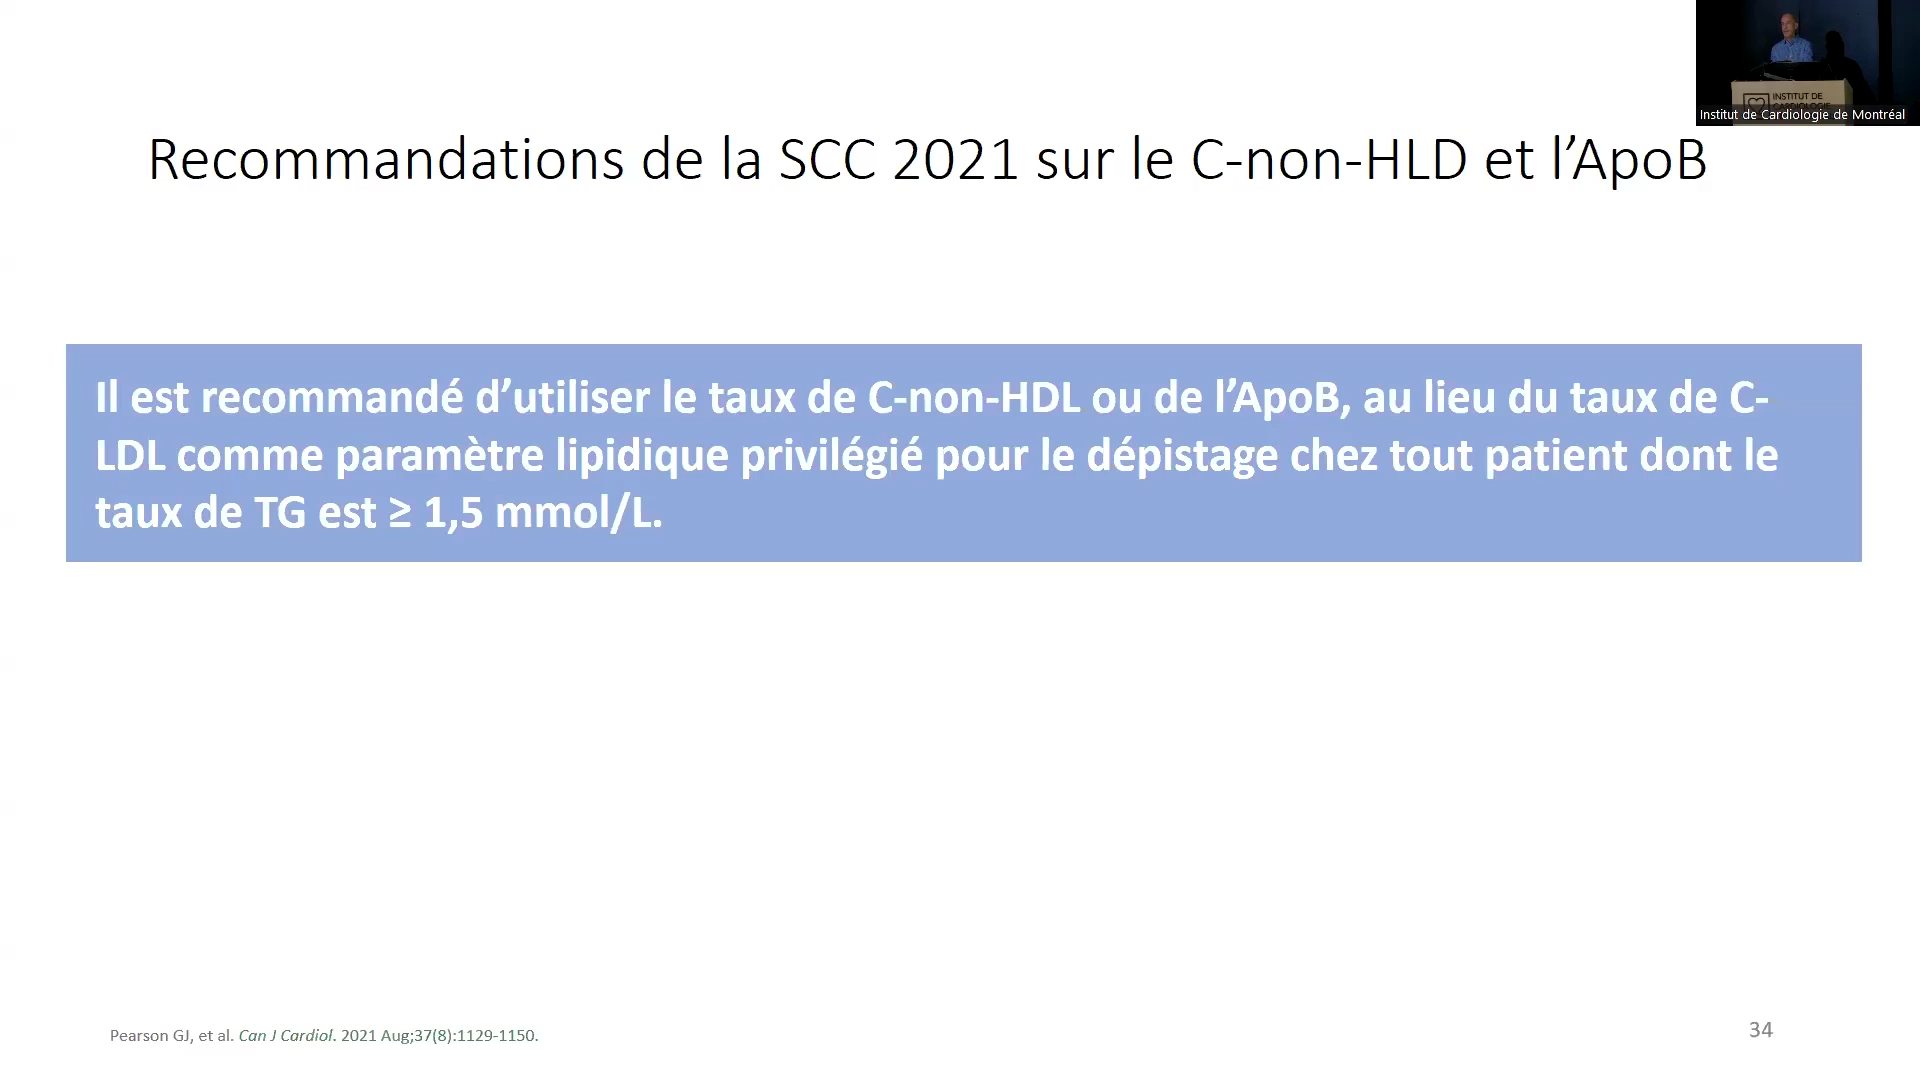 INSTITUT DE
CARDIOLOGIE
Institut de Cardiologie de Montréal
Recommandations de la SCC 2021 sur le C-non-HLD et l’ApoB
Il est recommandé d’utiliser le taux de C-non-HDL ou de l’ApoB, au lieu du taux de C-
LDL comme paramètre lipidique privilégié pour le dépistage chez tout patient dont le
taux de TG est ≥ 1,5 mmol/L.
Pearson GJ, et al. Can J Cardiol. 2021 Aug;37(8):1129-1150.
34